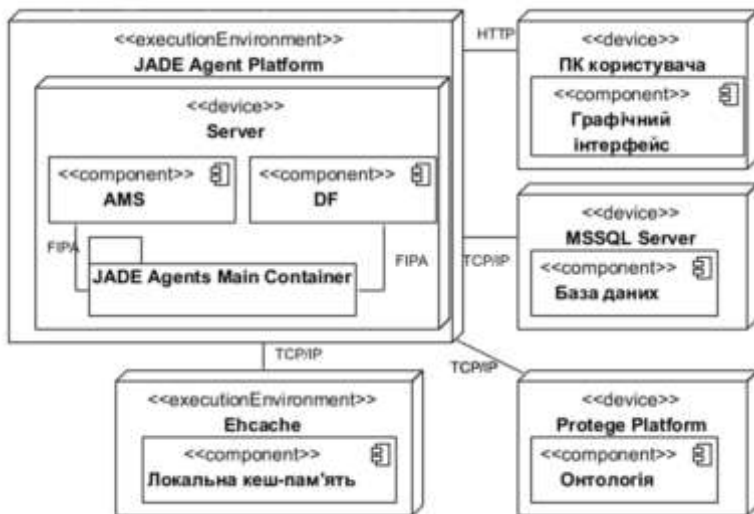 <<executionEnvironment>>
JADE Agent Platform
<<device>>
Server
<<component>>
AMS
<<component>>
DF
FIPA
FIPA
JADE Agents Main Container
HTTP
<<device>>
ПК користувача
<<component>>
Графічний
інтерфейс
TCP/IP
<<device>>
MSSQL Server
<<component>>
База даних
TCP/IP
<<executionEnvironment>>
Ehcache
<<component>>
Локальна кеш-пам'ять
TCP/IP
<<device>>
Protege Platform
<<component>>
Онтологія